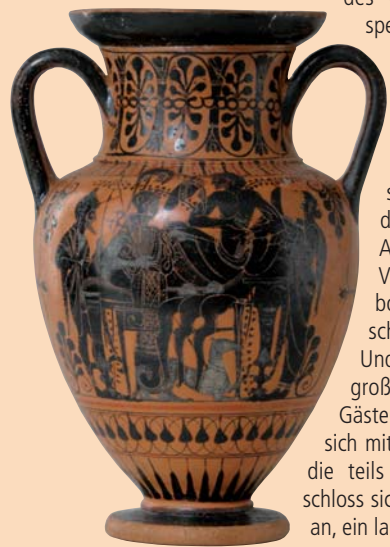 des
spe
s
d
A
V
bo
sch
Und
groß
Gäste
sich mit
die teils
schloss sic
an, ein la